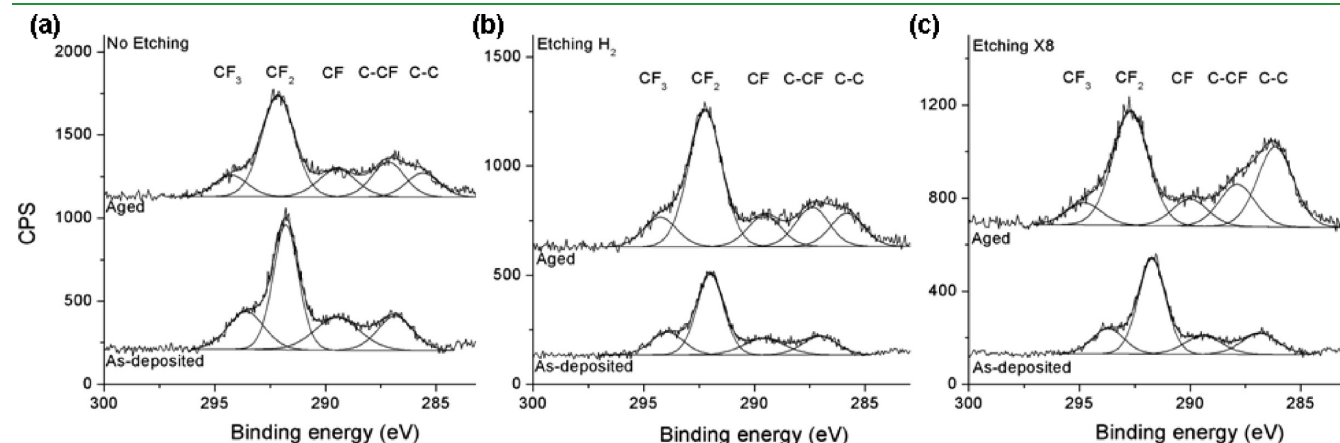 (a)
No Etching
CF₃ CF₂ CF C-CF C-C
2000
1500
1000
500
0
CPS
Aged
As-deposited
300 295 290 285
Binding energy (eV)
(b)
Etching H₂
CF₃ CF₂ CF C-CF C-C
1500
1000
500
0
Aged
As-deposited
300 295 290 285
Binding energy (eV)
(c)
Etching X8
CF₃ CF₂ CF C-CF C-C
1200
800
400
0
Aged
As-deposited
300 295 290 285
Binding energy (eV)